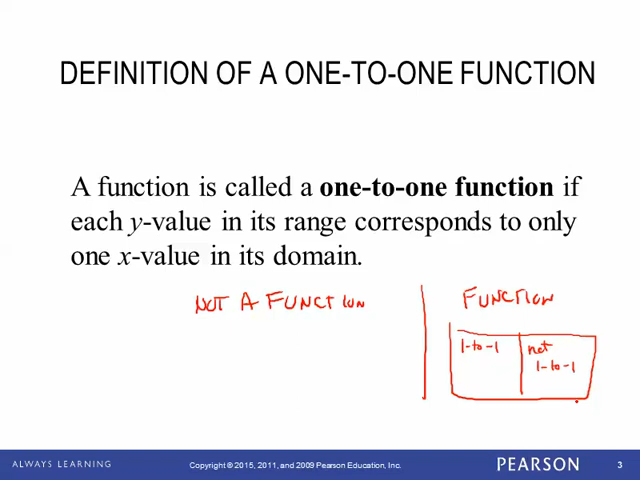 DEFINITION OF A ONE-TO-ONE FUNCTION
A function is called a one-to-one function if
each y-value in its range corresponds to only
one x-value in its domain.
NOT A FUNCTION
FUNCTION
1-to-1
not
1-to-1
ALWAYS LEARNING
Copyright © 2015, 2011, and 2009 Pearson Education, Inc.
PEARSON
3